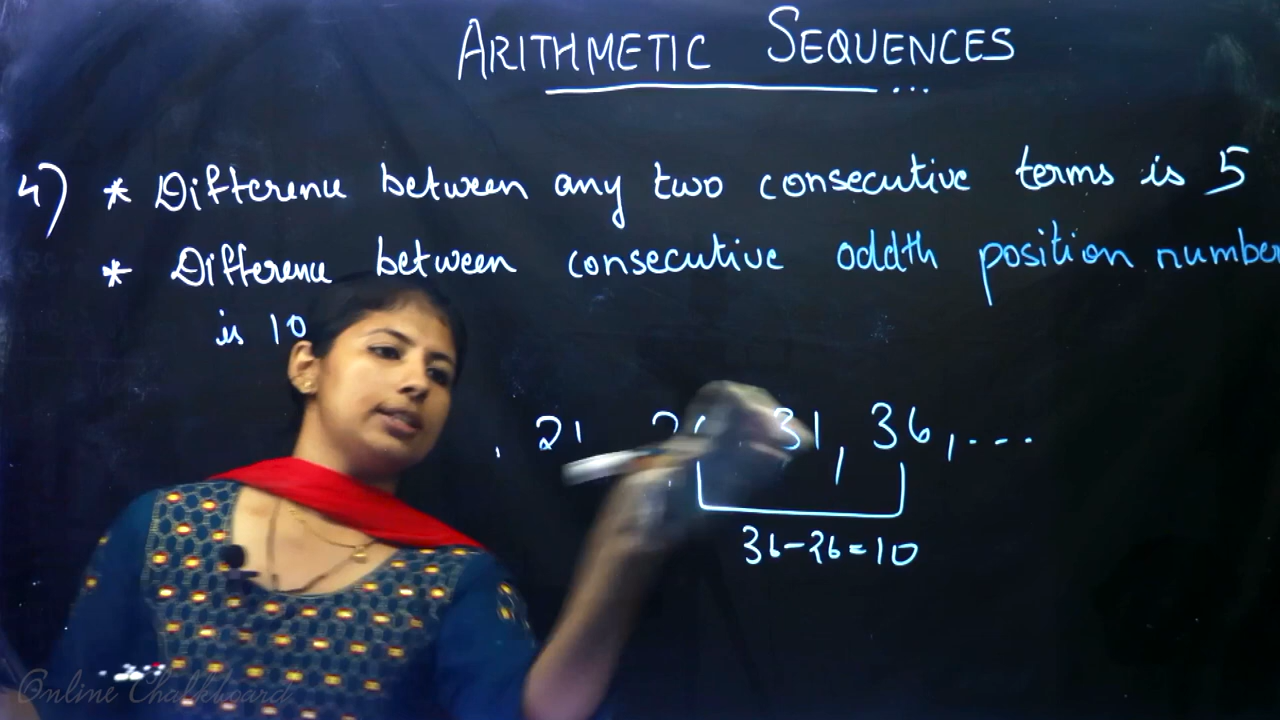 ARITHMETIC SEQUENCES ...
4) * Difference between any two consecutive terms is 5
* Difference between consecutive oddth position number
is 10
, 21 31, 36, ...
36-26=10
Online Chalkboard